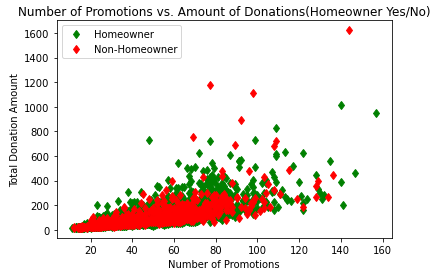 Number of Promotions vs. Amount of Donations(Homeowner Yes/No)
Homeowner
Non-Homeowner
Total Donation Amount
1600
1400
1200
1000
800
600
400
200
0
20 40 60 80 100 120 140 160
Number of Promotions